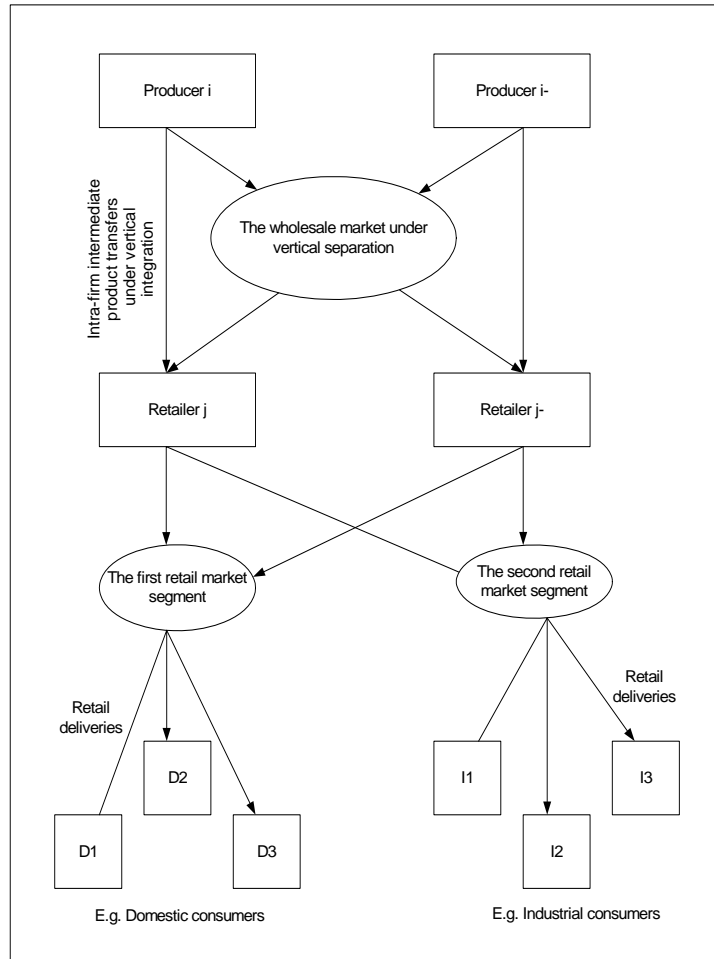 Producer i
Producer i-
The wholesale market under
vertical separation
Intra-firm intermediate
product transfers
under vertical
integration
Retailer j
Retailer j-
The first retail market
segment
The second retail
market segment
Retail
deliveries
Retail
deliveries
D2
I1
I3
D1
D3
I2
E.g. Domestic consumers
E.g. Industrial consumers